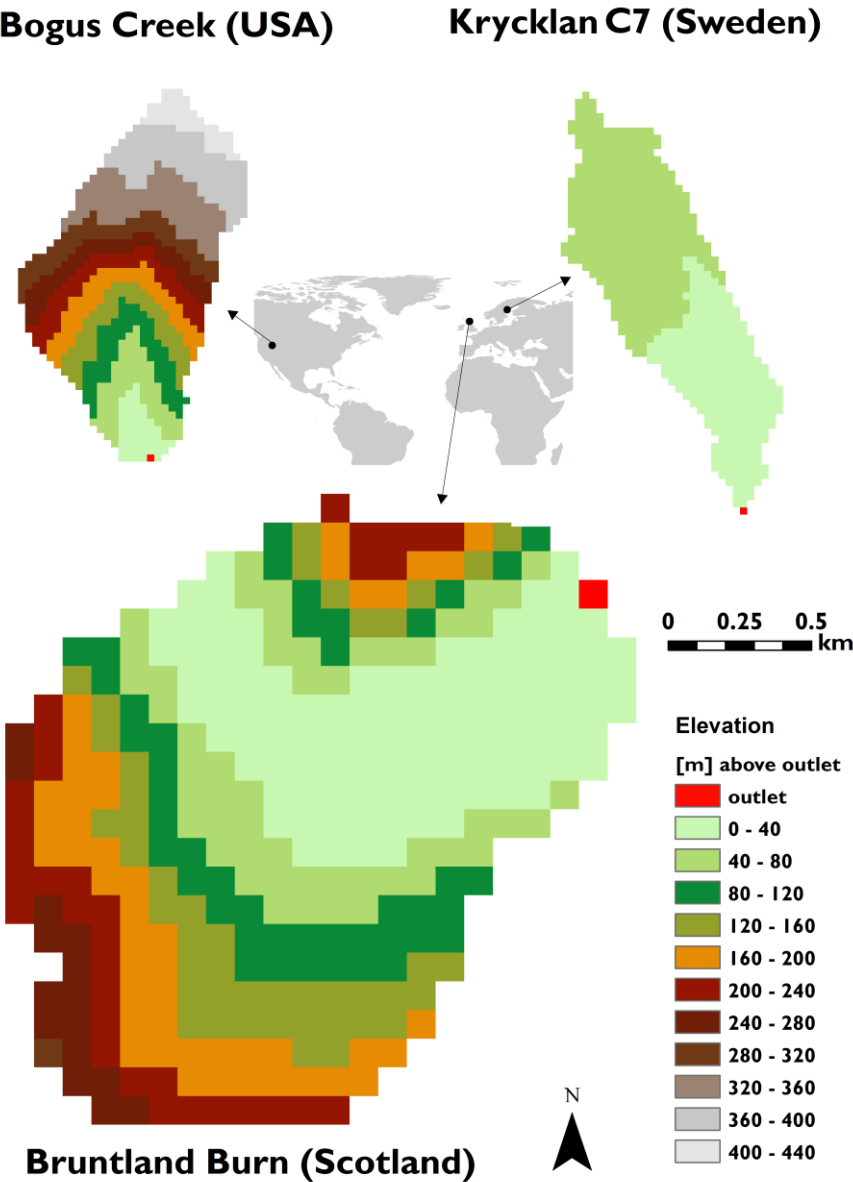 Bogus Creek (USA)
Krycklan C7 (Sweden)
0 0.25 0.5
km
Elevation
[m] above outlet
outlet
0 - 40
40 - 80
80 - 120
120 - 160
160 - 200
200 - 240
240 - 280
280 - 320
320 - 360
360 - 400
400 - 440
N
Bruntland Burn (Scotland)